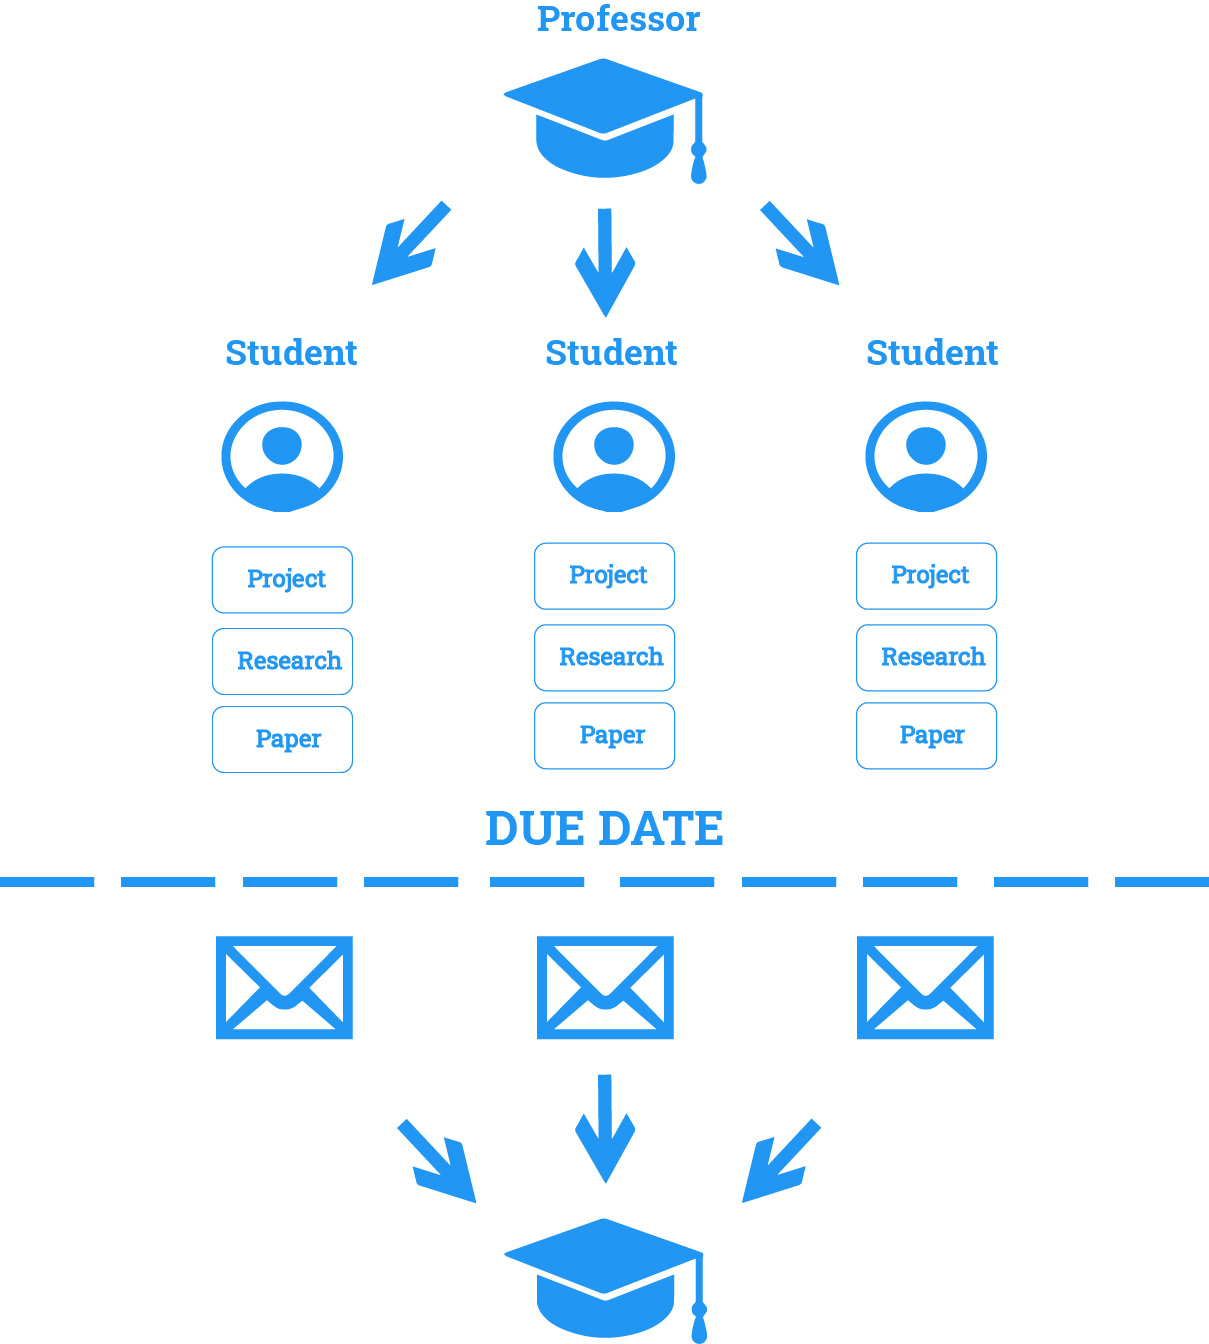 Professor
Student Student Student
Project Project Project
Research Research Research
Paper Paper Paper
DUE DATE